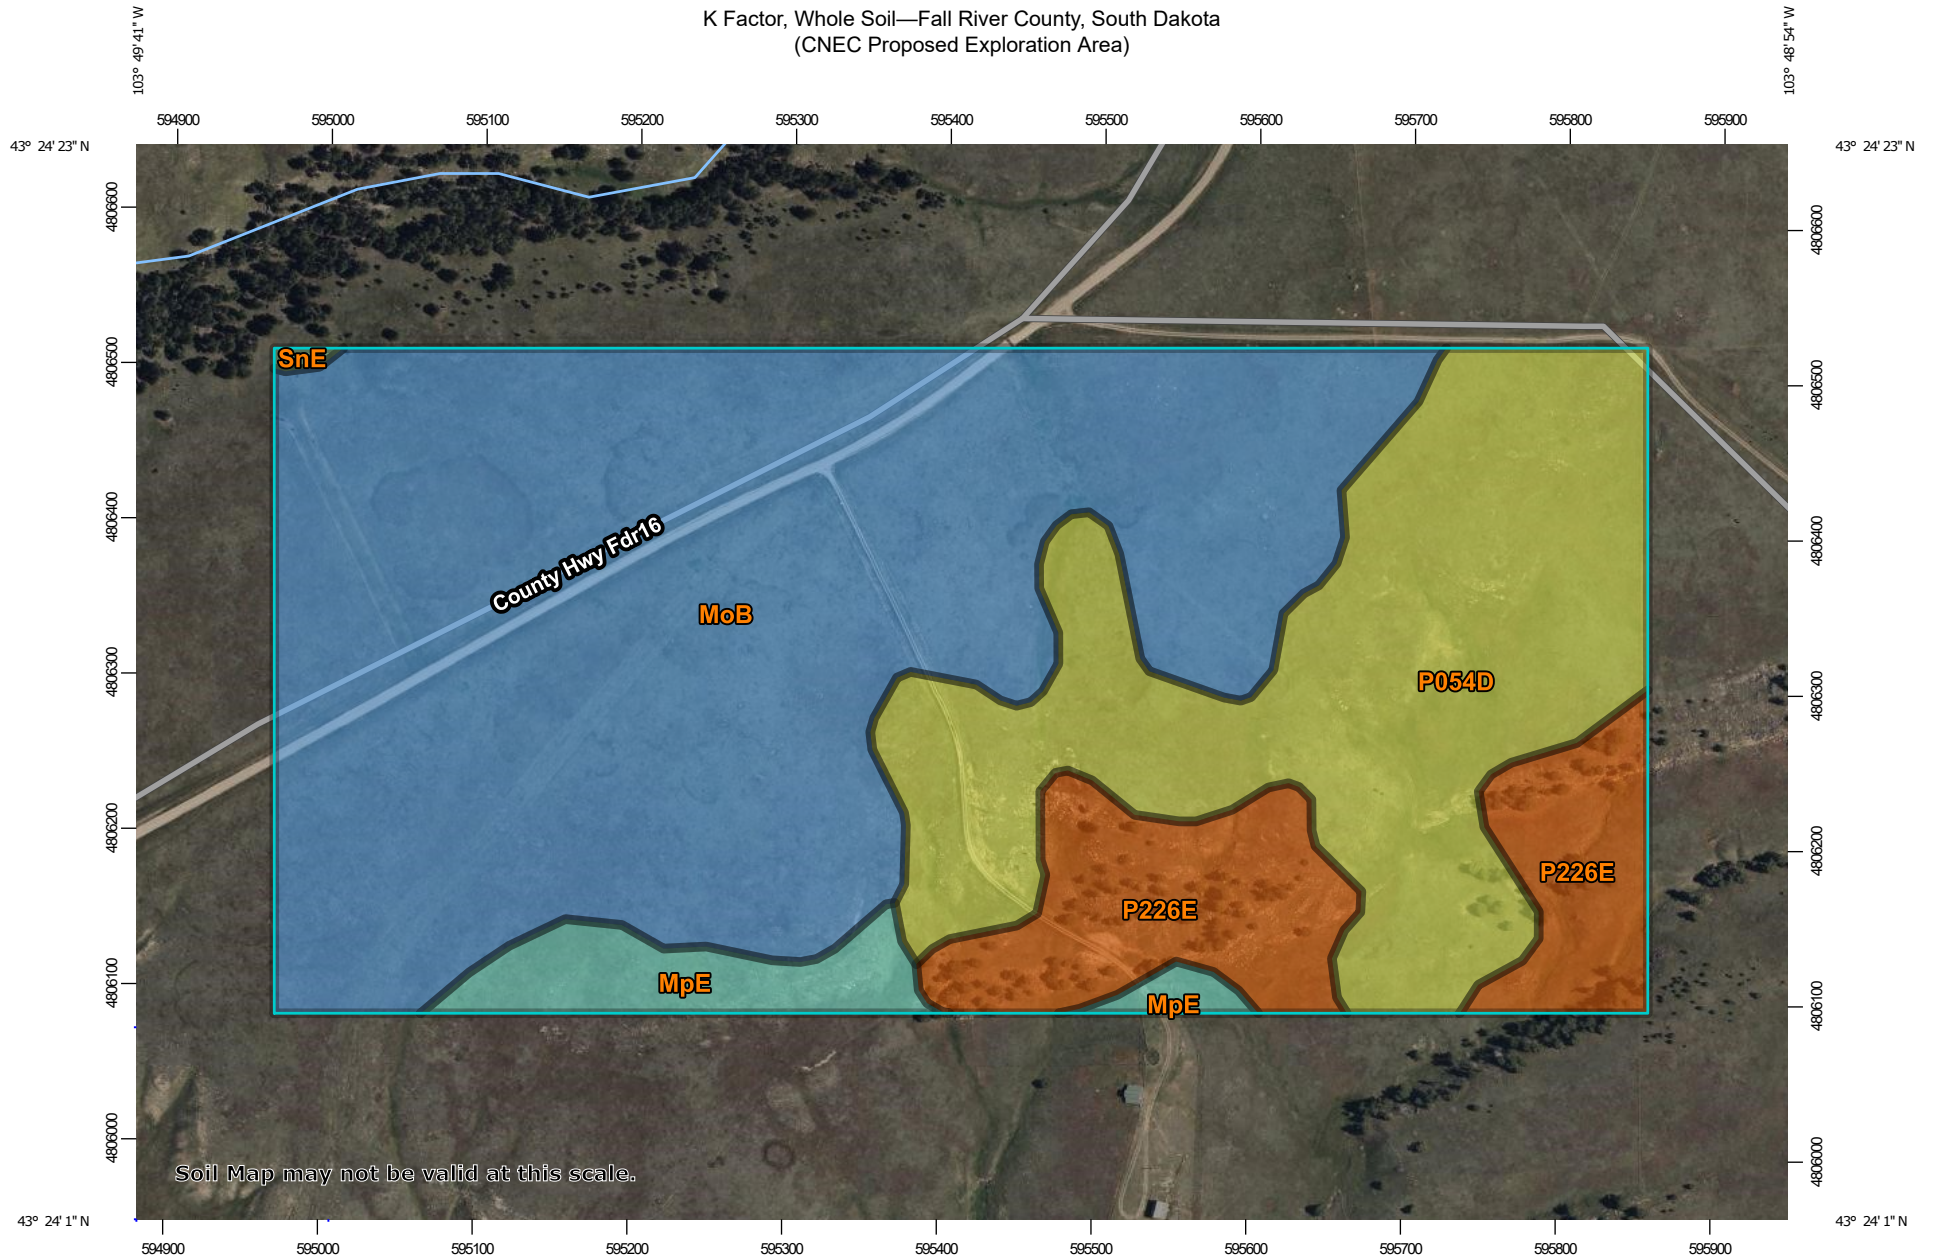 K Factor, Whole Soil—Fall River County, South Dakota
(CNEC Proposed Exploration Area)
103° 49' 41'' W
103° 48' 54'' W
594900 595000 595100 595200 595300 595400 595500 595600 595700 595800 595900
43° 24' 23'' N
43° 24' 23'' N
4806600
4806600
SnE
4806500
4806500
4806400
4806400
County Hwy Fdr16
MoB
4806300
4806300
P054D
4806200
4806200
P226E
P226E
4806100
4806100
MpE
MpE
4806000
4806000
Soil Map may not be valid at this scale.
43° 24' 1'' N
43° 24' 1'' N
594900 595000 595100 595200 595300 595400 595500 595600 595700 595800 595900